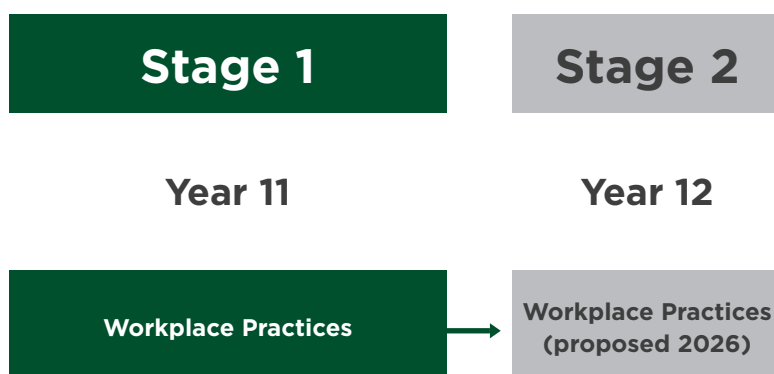 Stage 1
Stage 2
Year 11
Year 12
Workplace Practices
Workplace Practices
(proposed 2026)